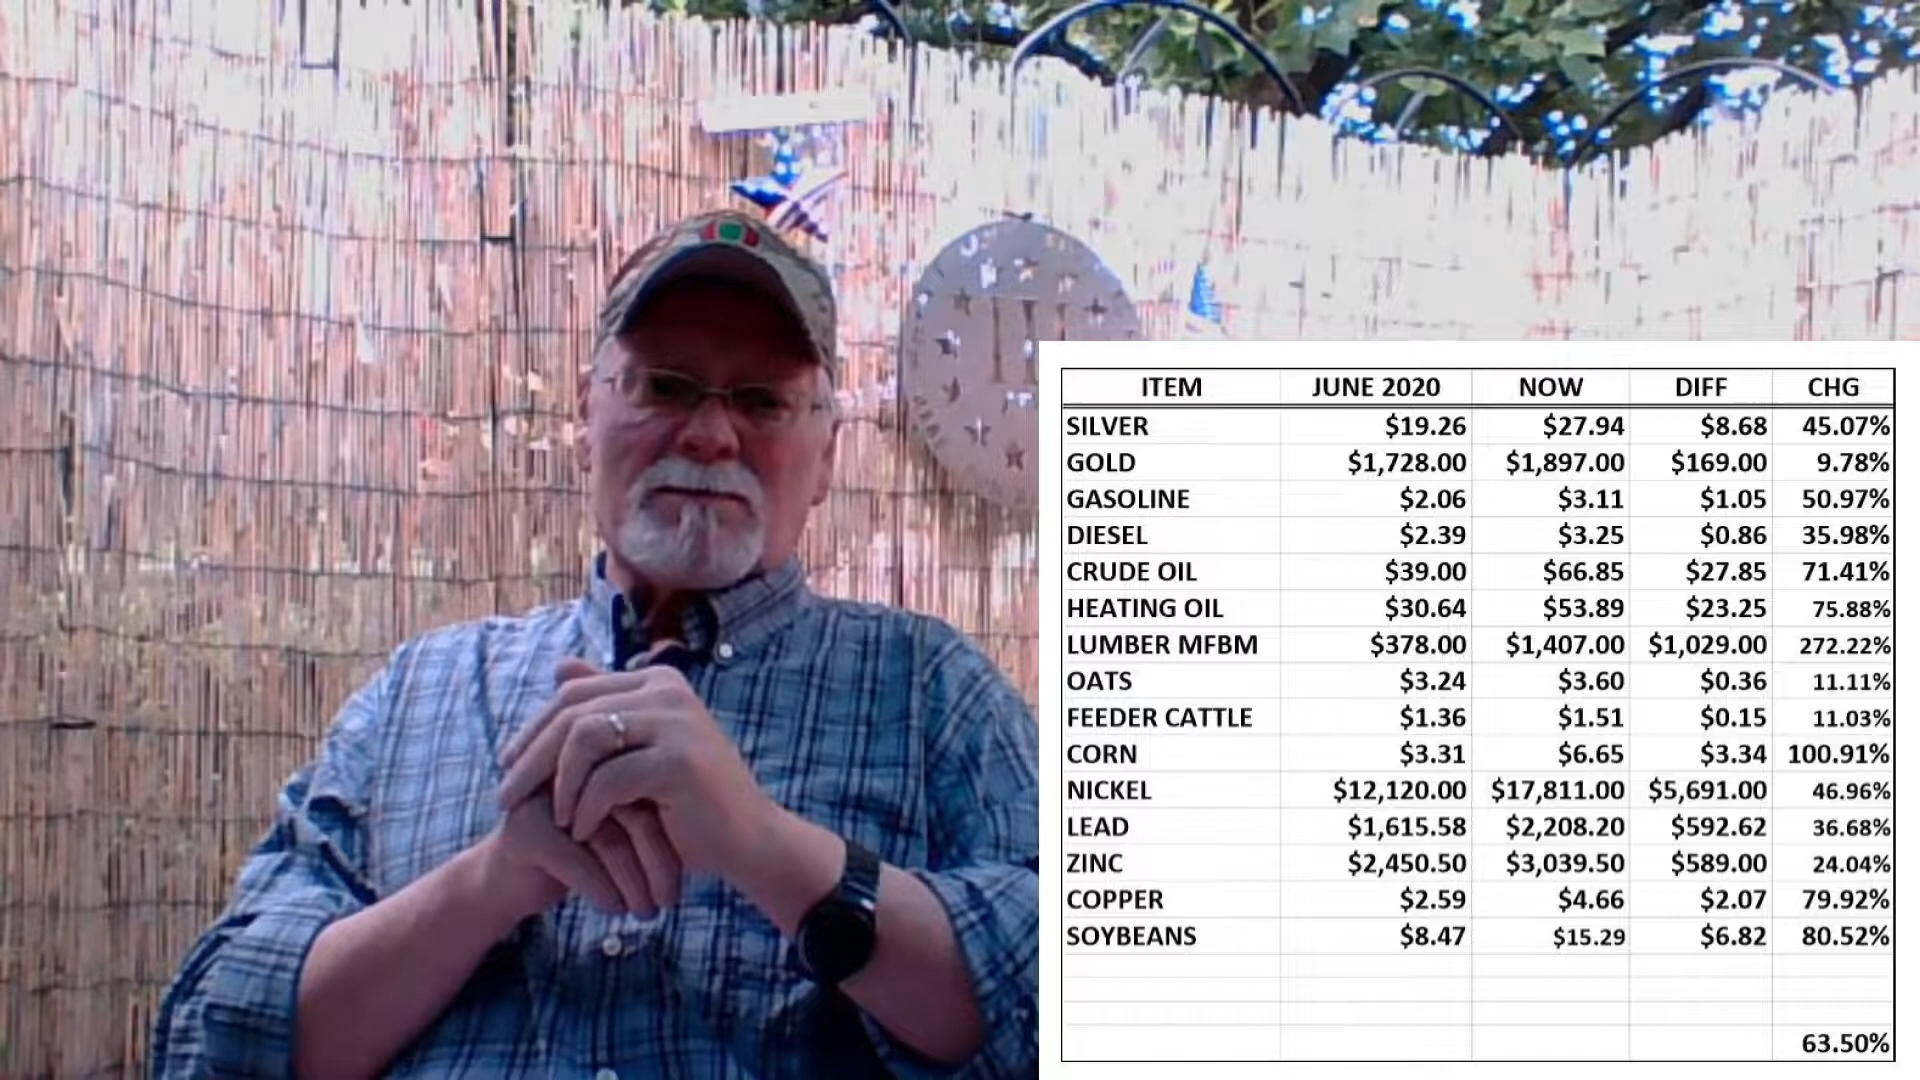 III
ITEM JUNE 2020 NOW DIFF CHG
SILVER $19.26 $27.94 $8.68 45.07%
GOLD $1,728.00 $1,897.00 $169.00 9.78%
GASOLINE $2.06 $3.11 $1.05 50.97%
DIESEL $2.39 $3.25 $0.86 35.98%
CRUDE OIL $39.00 $66.85 $27.85 71.41%
HEATING OIL $30.64 $53.89 $23.25 75.88%
LUMBER MFBM $378.00 $1,407.00 $1,029.00 272.22%
OATS $3.24 $3.60 $0.36 11.11%
FEEDER CATTLE $1.36 $1.51 $0.15 11.03%
CORN $3.31 $6.65 $3.34 100.91%
NICKEL $12,120.00 $17,811.00 $5,691.00 46.96%
LEAD $1,615.58 $2,208.20 $592.62 36.68%
ZINC $2,450.50 $3,039.50 $589.00 24.04%
COPPER $2.59 $4.66 $2.07 79.92%
SOYBEANS $8.47 $15.29 $6.82 80.52%
63.50%